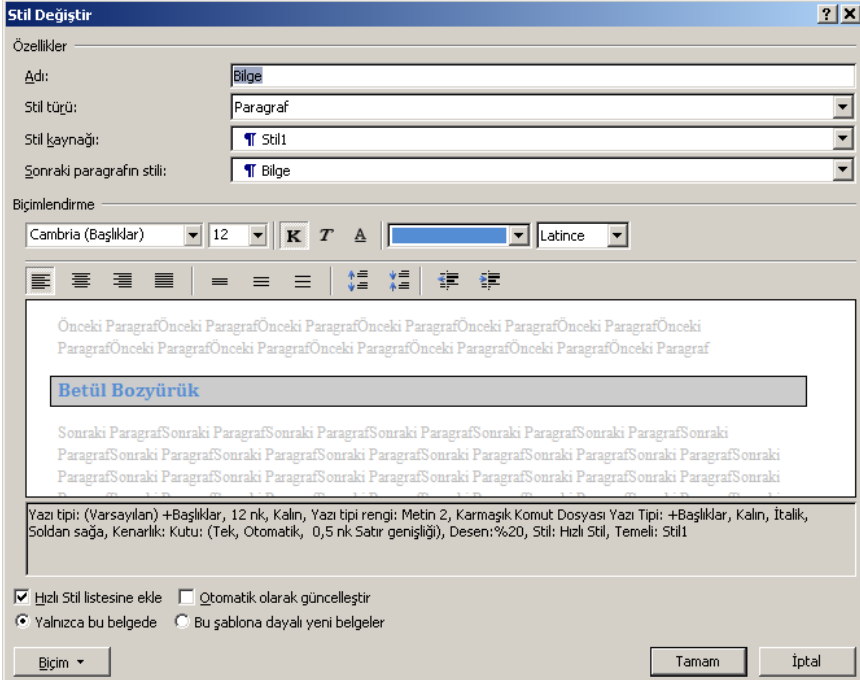 Stil Değiştir
Özellikler
Adı: Bilge
Stil türü: Paragraf
Stil kaynağı: ¶ Stil1
Sonraki paragrafın stili: ¶ Bilge
Biçimlendirme
Cambria (Başlıklar) 12 K T A Latince
Önceki ParagrafÖnceki ParagrafÖnceki ParagrafÖnceki ParagrafÖnceki ParagrafÖnceki ParagrafÖnceki
ParagrafÖnceki ParagrafÖnceki ParagrafÖnceki ParagrafÖnceki ParagrafÖnceki ParagrafÖnceki Paragraf
Betül Bozyürük
Sonraki ParagrafSonraki ParagrafSonraki ParagrafSonraki ParagrafSonraki ParagrafSonraki ParagrafSonraki
ParagrafSonraki ParagrafSonraki ParagrafSonraki ParagrafSonraki ParagrafSonraki ParagrafSonraki
ParagrafSonraki ParagrafSonraki ParagrafSonraki ParagrafSonraki ParagrafSonraki ParagrafSonraki
Yazı tipi: (Varsayılan) +Başlıklar, 12 nk, Kalın, Yazı tipi rengi: Metin 2, Karmaşık Komut Dosyası Yazı Tipi: +Başlıklar, Kalın, İtalik,
Soldan sağa, Kenarlık: Kutu: (Tek, Otomatik, 0,5 nk Satır genişliği), Desen:%20, Stil: Hızlı Stil, Temeli: Stil1
Hızlı Stil listesine ekle Otomatik olarak güncelleştir
Yalnızca bu belgede Bu şablona dayalı yeni belgeler
Biçim Tamam İptal